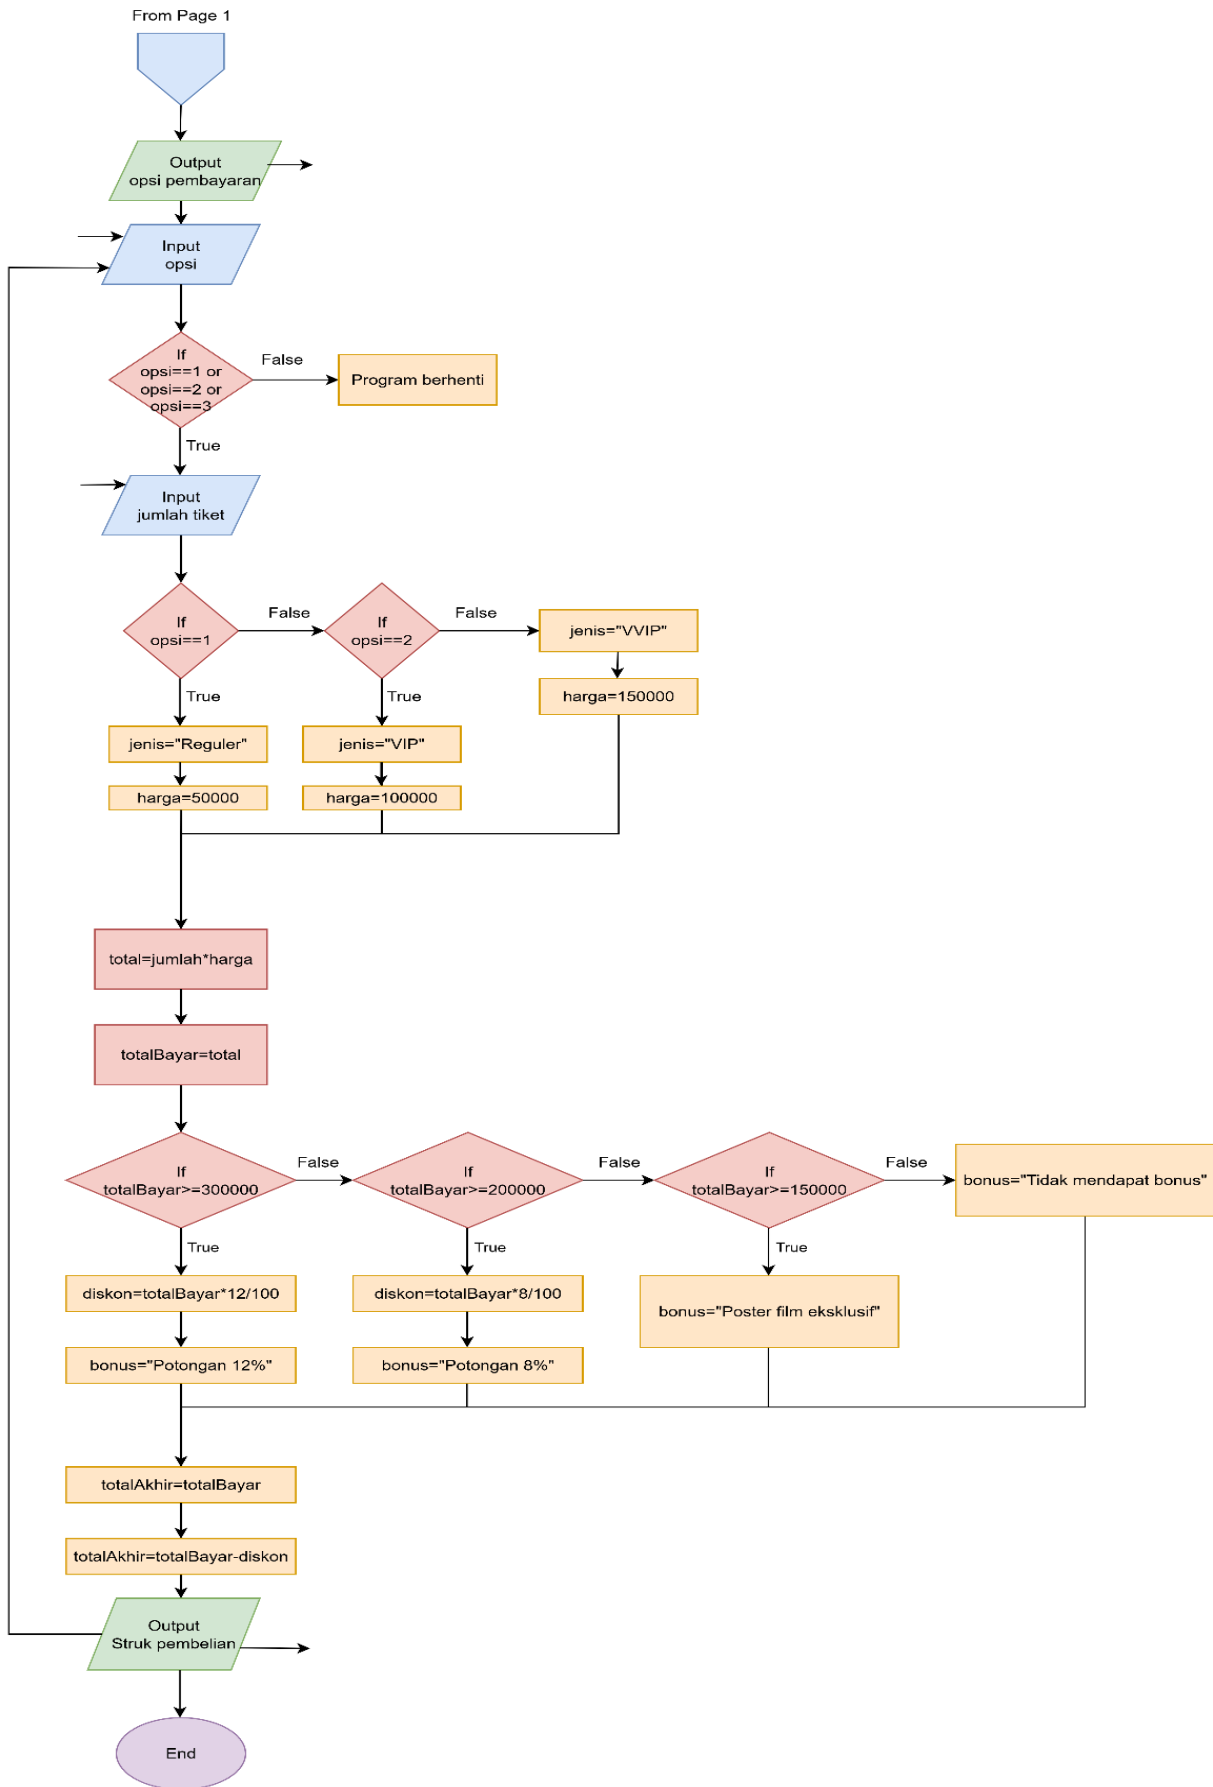 From Page 1
Output
opsi pembayaran
Input
opsi
If
opsi==1 or
opsi==2 or
opsi==3
False
Program berhenti
True
Input
jumlah tiket
If
opsi==1
False
If
opsi==2
False
jenis="VVIP"
harga=150000
True
True
jenis="Reguler"
jenis="VIP"
harga=50000
harga=100000
total=jumlah*harga
totalBayar=total
If
totalBayar>=300000
False
If
totalBayar>=200000
False
If
totalBayar>=150000
False
bonus="Tidak mendapat bonus"
True
True
True
diskon=totalBayar*12/100
diskon=totalBayar*8/100
bonus="Poster film eksklusif"
bonus="Potongan 12%"
bonus="Potongan 8%"
totalAkhir=totalBayar
totalAkhir=totalBayar-diskon
Output
Struk pembelian
End